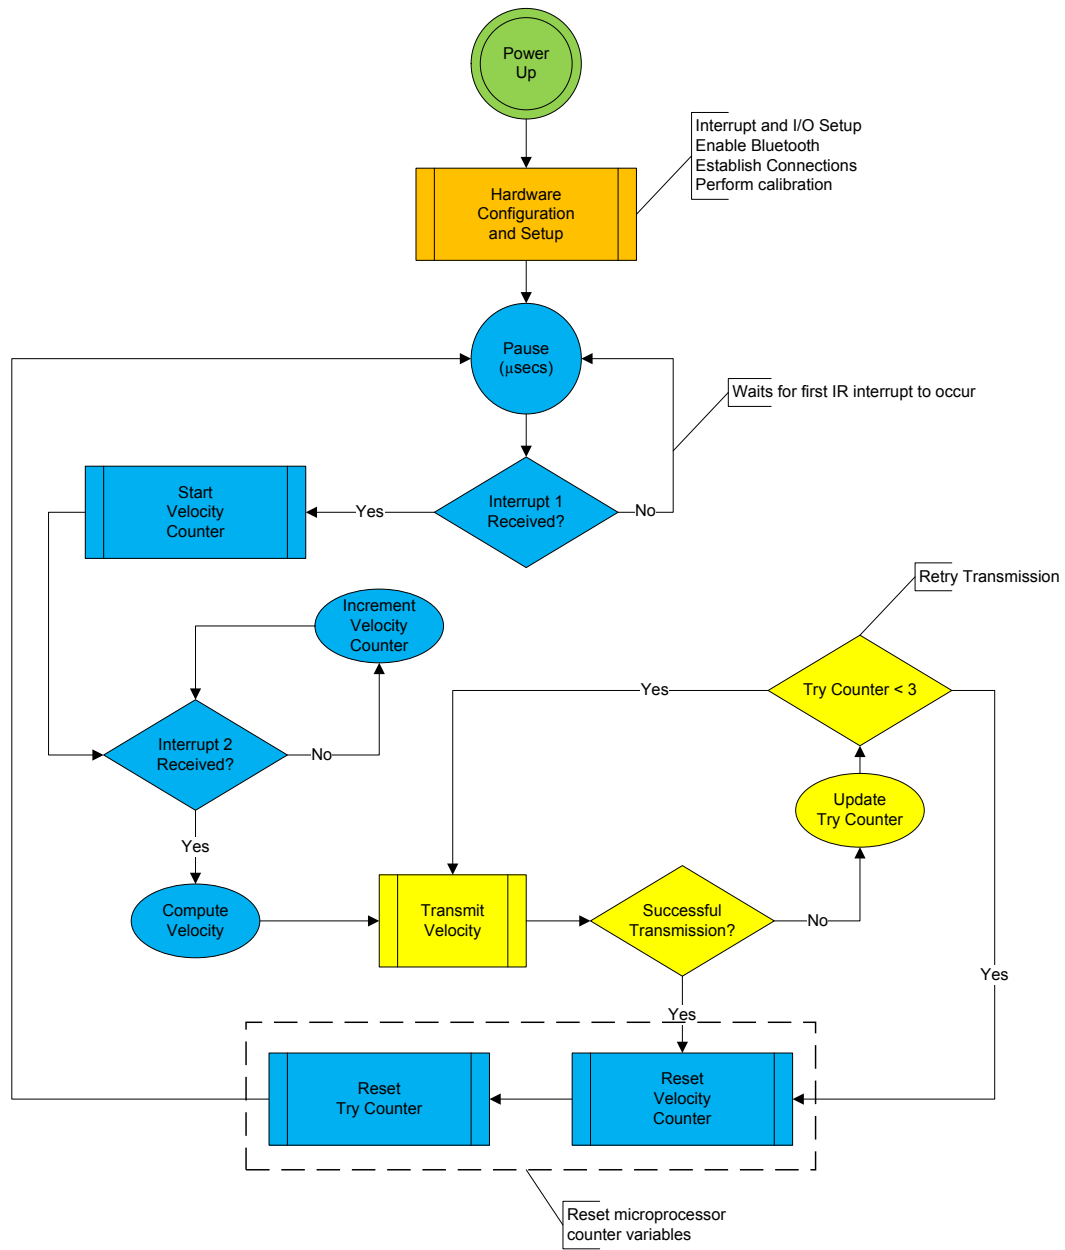 Power
Up
Interrupt and I/O Setup
Enable Bluetooth
Establish Connections
Perform calibration
Hardware
Configuration
and Setup
Pause
(µsecs)
Waits for first IR interrupt to occur
Start
Velocity
Counter
Yes
Interrupt 1
Received?
No
Retry Transmission
Increment
Velocity
Counter
Yes
Try Counter < 3
Interrupt 2
Received?
No
Update
Try Counter
Yes
Compute
Velocity
Transmit
Velocity
Successful
Transmission?
No
Yes
Yes
Reset
Try Counter
Reset
Velocity
Counter
Reset microprocessor
counter variables